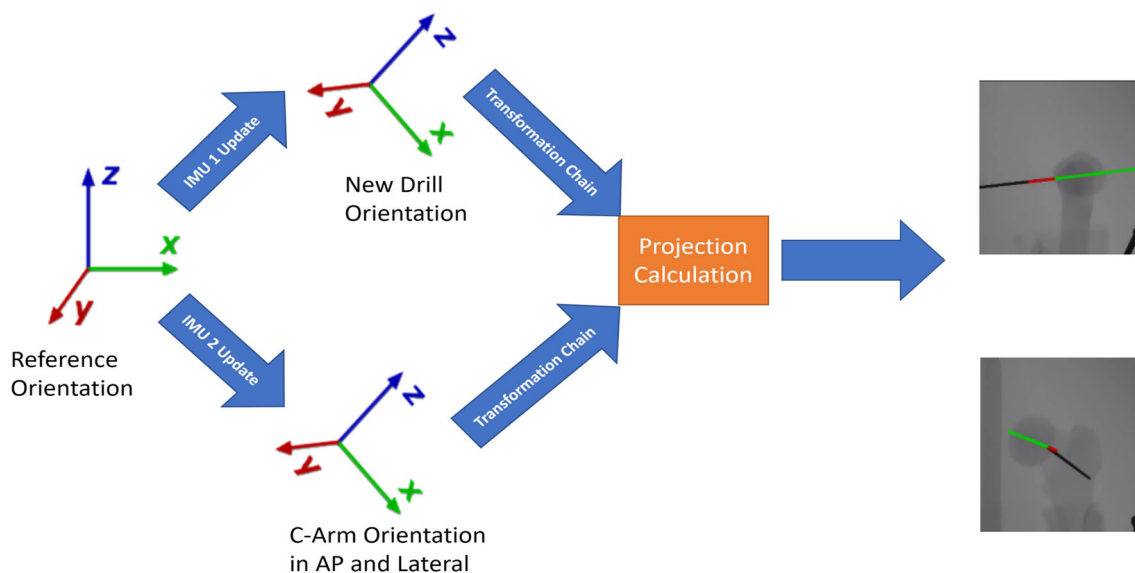 z
y
x
IMU 1 Update
New Drill
Orientation
Transformation Chain
z
x
y
Reference
Orientation
Projection
Calculation
IMU 2 Update
z
y
x
Transformation Chain
C-Arm Orientation
in AP and Lateral